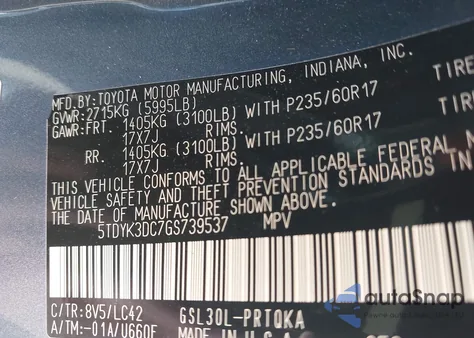 MFD. BY: TOYOTA MOTOR MANUFACTURING, INDIANA, INC.
GVWR: 2715KG (5995LB)
GAWR: FRT. 1405KG (3100LB) WITH P235/60R17 TIRE
17X7J RIMS.
RR. 1405KG (3100LB) WITH P235/60R17 TIRE
17X7J RIMS.
THIS VEHICLE CONFORMS TO ALL APPLICABLE FEDERAL
VEHICLE SAFETY AND THEFT PREVENTION STANDARDS
ON THE DATE OF MANUFACTURE SHOWN ABOVE.
5TDYK3DC7GS739537 MPV
C/TR: 8V5/LC42 GSL30L-PRTQKA
A/TM: -01A/U660F
autoSnap